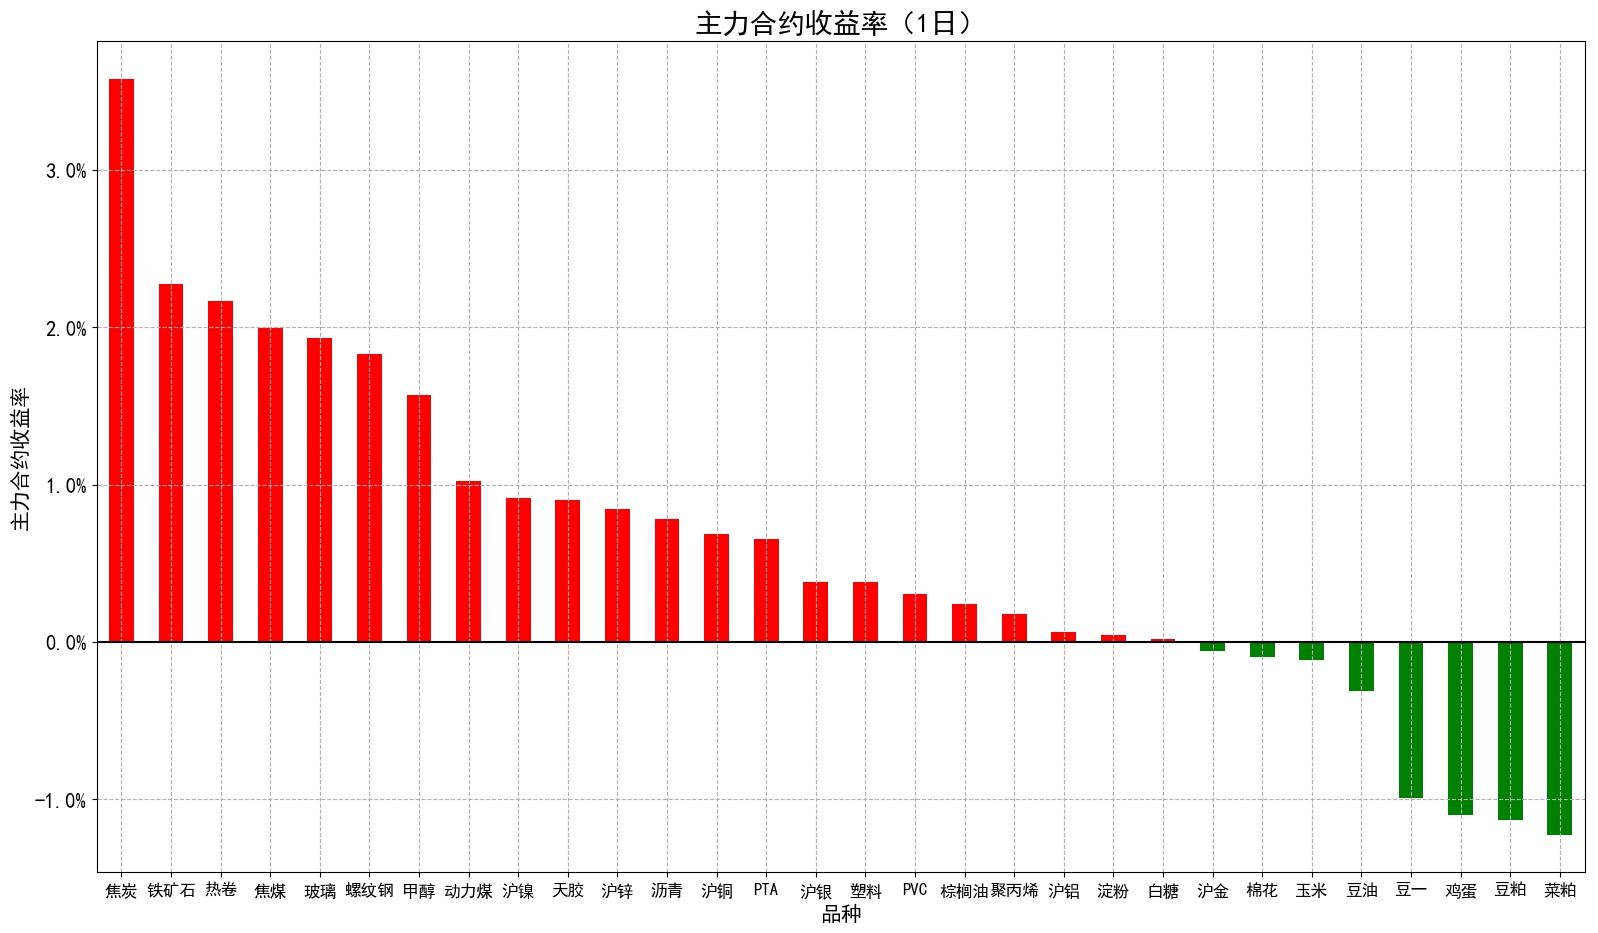 主力合约收益率（1日）
主力合约收益率
3.0%
2.0%
1.0%
0.0%
−1.0%
焦炭 铁矿石 热卷 焦煤 玻璃 螺纹钢 甲醇 动力煤 沪镍 天胶 沪锌 沥青 沪铜 PTA 沪银 塑料 PVC 棕榈油 聚丙烯 沪铝 淀粉 白糖 沪金 棉花 玉米 豆油 豆一 鸡蛋 豆粕 菜粕
品种